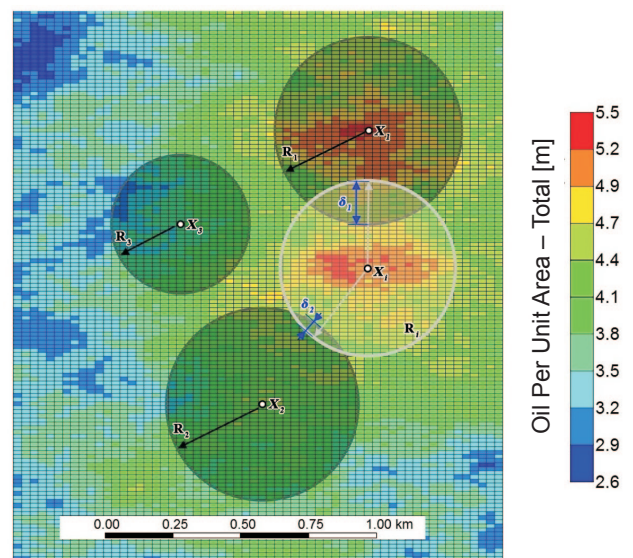 X₁
R₁
δ₁
X₃
R₃
Xᵢ
δ₂
Rᵢ
X₂
R₂
0.00 0.25 0.50 0.75 1.00 km
Oil Per Unit Area – Total [m]
5.5
5.2
4.9
4.7
4.4
4.1
3.8
3.5
3.2
2.9
2.6